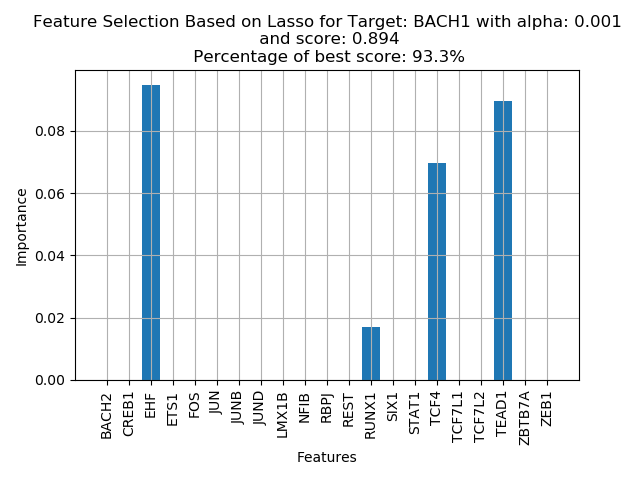 Feature Selection Based on Lasso for Target: BACH1 with alpha: 0.001
and score: 0.894
Percentage of best score: 93.3%
Importance
0.08
0.06
0.04
0.02
0.00
BACH2
CREB1
EHF
ETS1
FOS
JUN
JUNB
JUND
LMX1B
NFIB
RBPJ
REST
RUNX1
SIX1
STAT1
TCF4
TCF7L1
TCF7L2
TEAD1
ZBTB7A
ZEB1
Features